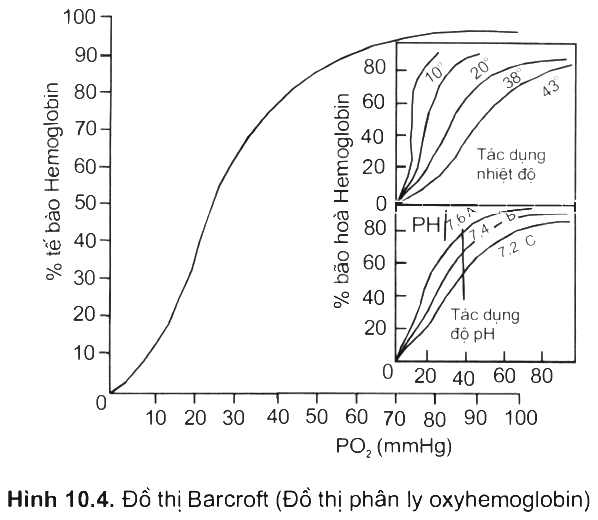 % tế bào Hemoglobin
100
90
80
70
60
50
40
30
20
10
0
10 20 30 40 50 60 70 80 90 100
PO2 (mmHg)
% bão hoà Hemoglobin
80
60
40
20
0
10°
20°
38°
43°
Tác dụng
nhiệt độ
PH
7.6 A
7.4 - B
7.2 C
80
60
40
20
Tác dụng
độ pH
0 20 40 60 80
Hình 10.4. Đồ thị Barcroft (Đồ thị phân ly oxyhemoglobin)